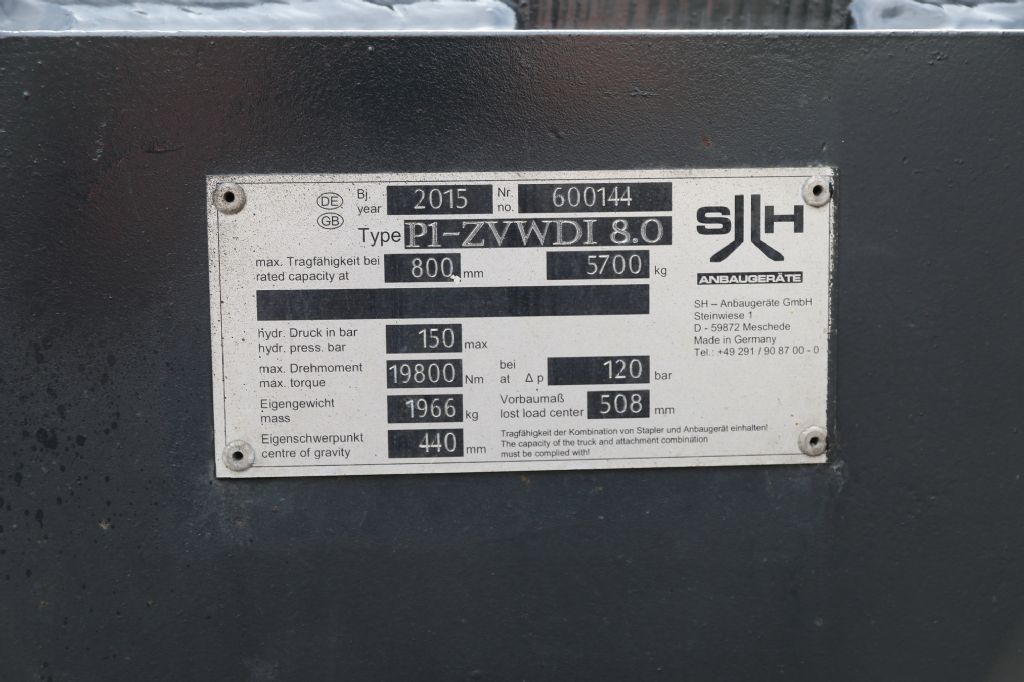 DE Bj. 2015 Nr. 600144
GB year no.
Type P1-ZVWDI 8.0
max. Tragfähigkeit bei
rated capacity at 800 mm 5700 kg
hydr. Druck in bar
hydr. press. bar 150 max
max. Drehmoment bei
max. torque 19800 Nm at Δ p 120 bar
Eigengewicht Vorbaumaß
mass 1966 kg lost load center 508 mm
Eigenschwerpunkt
centre of gravity 440 mm
Tragfähigkeit der Kombination von Stapler und Anbaugerät einhalten!
The capacity of the truck and attachment combination
must be complied with!
SH
ANBAUGERÄTE
SH – Anbaugeräte GmbH
Steinwiese 1
D - 59872 Meschede
Made in Germany
Tel.: +49 291 / 90 87 00 - 0